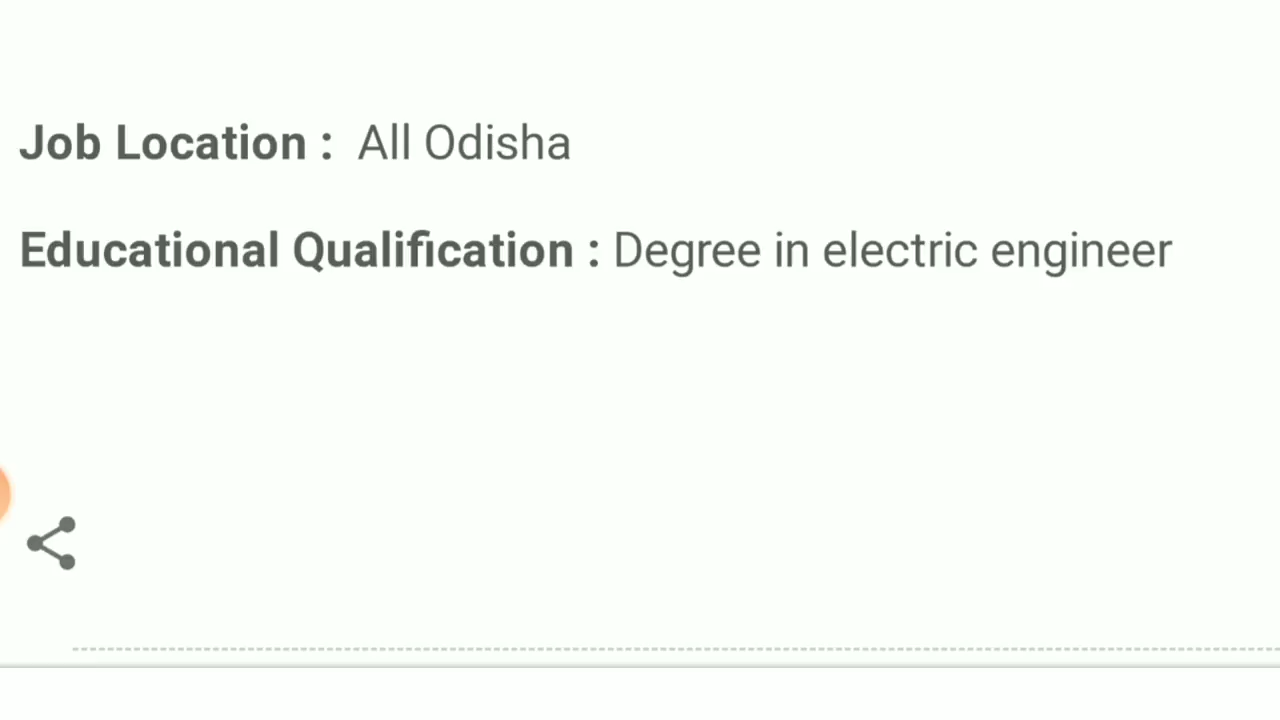 Job Location : All Odisha
Educational Qualification : Degree in electric engineer